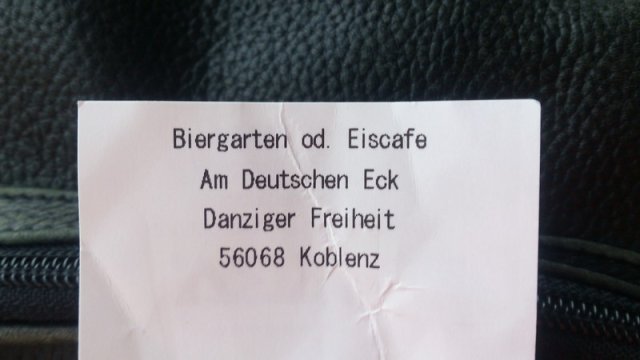 Biergarten od. Eiscafe
Am Deutschen Eck
Danziger Freiheit
56068 Koblenz